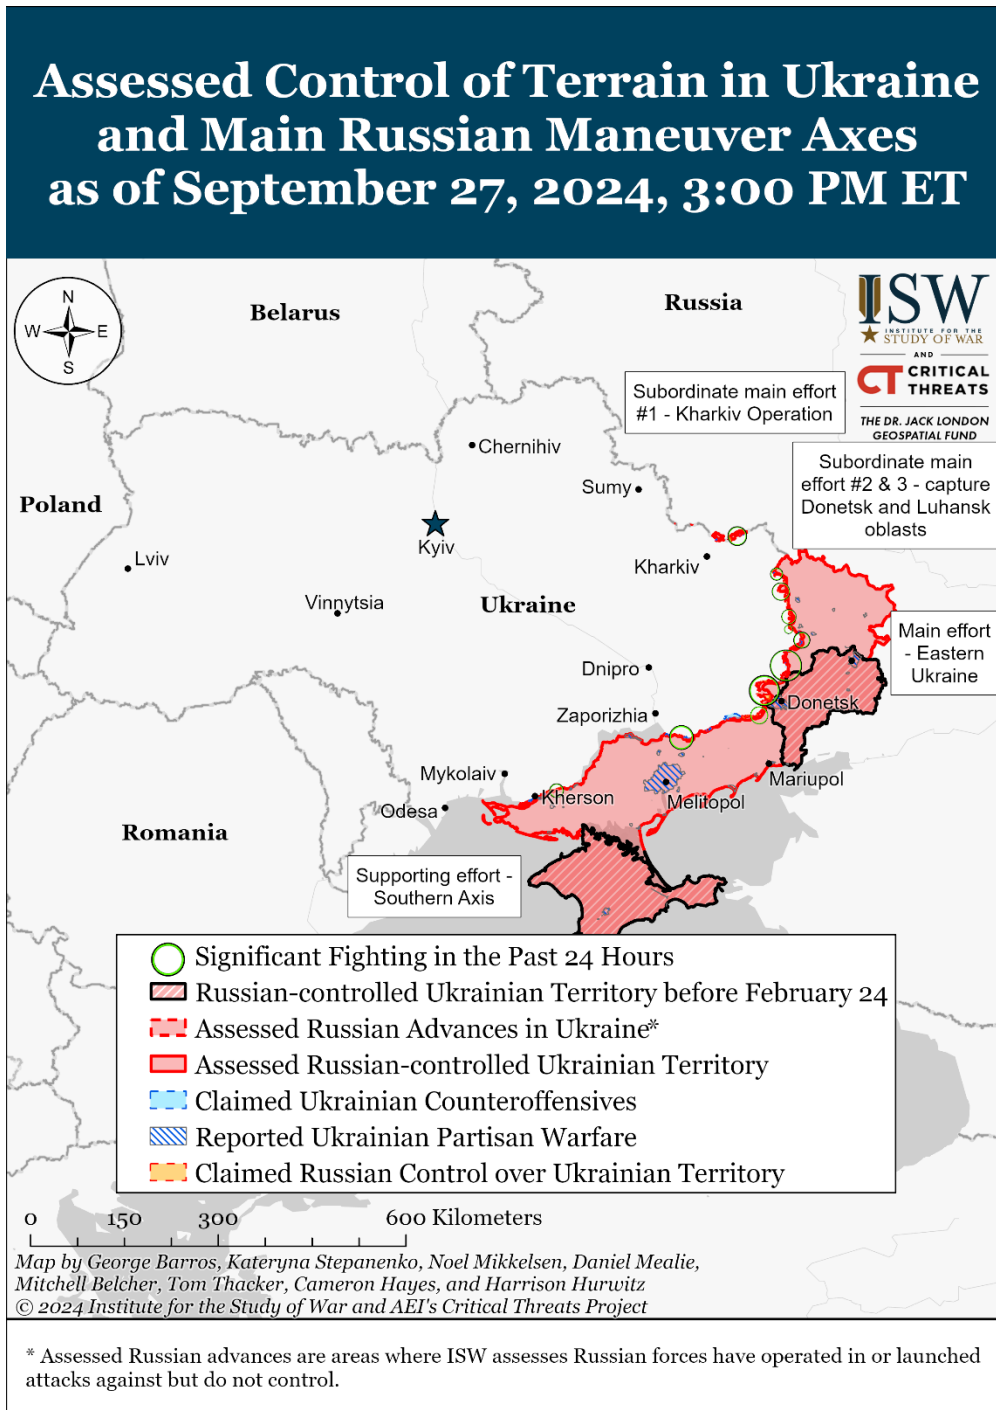 Assessed Control of Terrain in Ukraine
and Main Russian Maneuver Axes
as of September 27, 2024, 3:00 PM ET
N
W
E
S
Belarus
Russia
ISW
INSTITUTE FOR THE
STUDY OF WAR
AND
CT CRITICAL
THREATS
THE DR. JACK LONDON
GEOSPATIAL FUND
Subordinate main effort
#1 - Kharkiv Operation
Subordinate main
effort #2 & 3 - capture
Donetsk and Luhansk
oblasts
Chernihiv
Sumy
Poland
Kyiv
Lviv
Kharkiv
Vinnytsia
Ukraine
Main effort
- Eastern
Ukraine
Dnipro
Donetsk
Zaporizhia
Mykolaiv
Mariupol
Kherson
Melitopol
Odesa
Romania
Supporting effort -
Southern Axis
Significant Fighting in the Past 24 Hours
Russian-controlled Ukrainian Territory before February 24
Assessed Russian Advances in Ukraine*
Assessed Russian-controlled Ukrainian Territory
Claimed Ukrainian Counteroffensives
Reported Ukrainian Partisan Warfare
Claimed Russian Control over Ukrainian Territory
0 150 300 600 Kilometers
Map by George Barros, Kateryna Stepanenko, Noel Mikkelsen, Daniel Mealie,
Mitchell Belcher, Tom Thacker, Cameron Hayes, and Harrison Hurwitz
© 2024 Institute for the Study of War and AEI's Critical Threats Project
* Assessed Russian advances are areas where ISW assesses Russian forces have operated in or launched
attacks against but do not control.